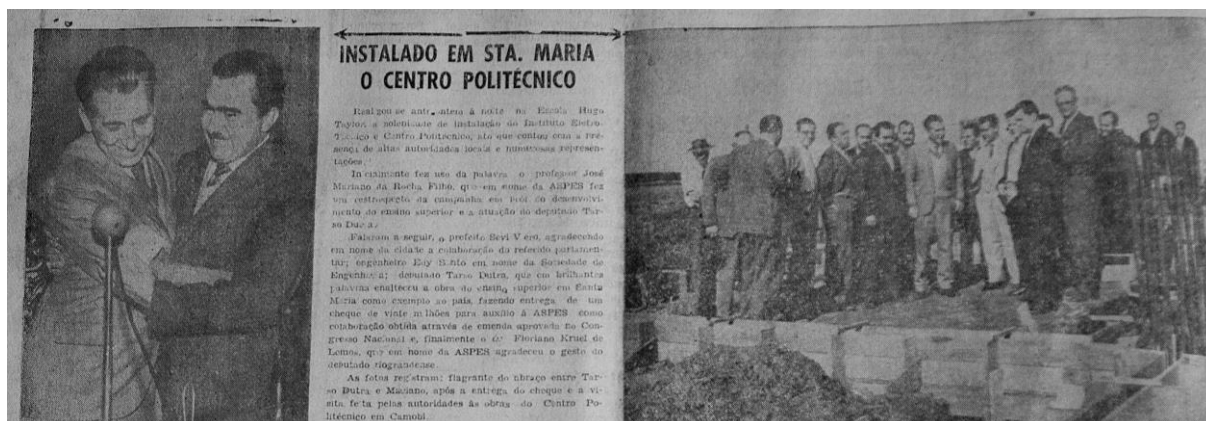 INSTALADO EM STA. MARIA
O CENTRO POLITÉCNICO
Realizou-se anteontem à noite na Escola Hugo
Taylor, a solenidade de instalação do Instituto Eletro-
Técnico e Centro Politécnico, ato que contou com a pre-
sença de altas autoridades locais e numerosas represen-
tações.
Inicialmente fez uso da palavra o professor José
Mariano da Rocha Filho, que em nome da ASPES fez
um retrospecto da campanha em prol do desenvolvi-
mento do ensino superior e a atuação do deputado Tar-
so Dutra.
Falaram a seguir, o prefeito Sevi Vieira, agradecendo
em nome da cidade a colaboração do referido parlamen-
tar; engenheiro Euy Bento em nome da Sociedade de
Engenharia; deputado Tarso Dutra, que em brilhantes
palavras enalteceu a obra do ensino superior em Santa
Maria como exemplo ao país, fazendo entrega de um
cheque de vinte milhões para auxílio à ASPES como
colaboração obtida através de emenda aprovada no Con-
gresso Nacional e, finalmente o dr. Floriano Kruel de
Lemos, que em nome da ASPES agradeceu o gesto do
deputado riograndense.
As fotos registram: flagrante do abraço entre Tar-
so Dutra e Mariano, após a entrega do cheque e a vi-
sita feita pelas autoridades às obras do Centro Po-
litécnico em Camobi.